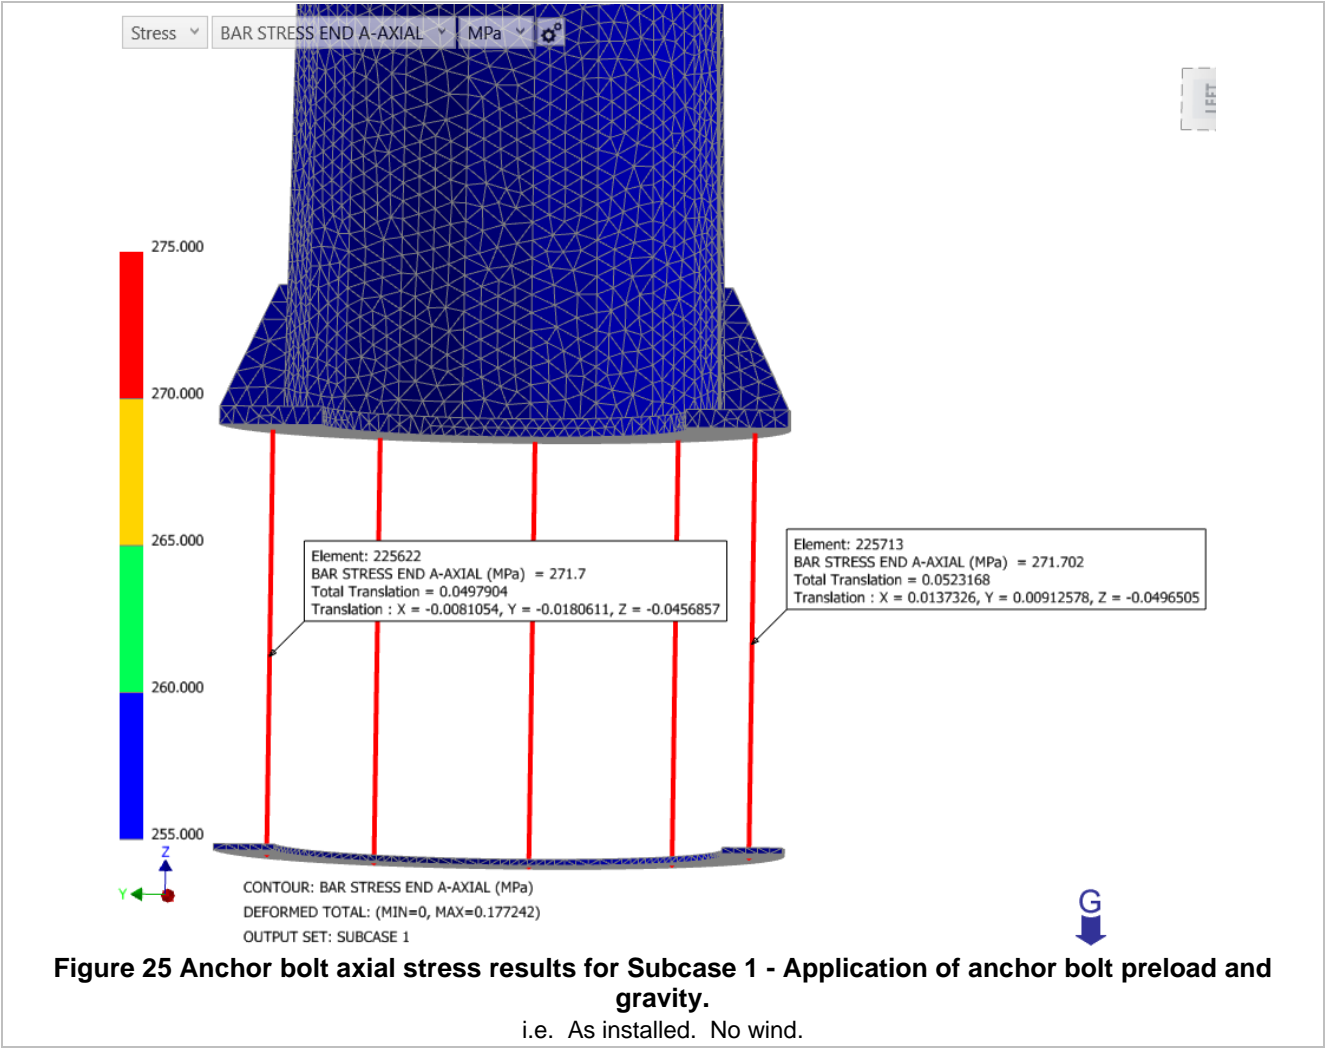 Stress
BAR STRESS END A-AXIAL
MPa
LEFT
275.000
270.000
265.000
260.000
255.000
Element: 225622
BAR STRESS END A-AXIAL (MPa) = 271.7
Total Translation = 0.0497904
Translation : X = -0.0081054, Y = -0.0180611, Z = -0.0456857
Element: 225713
BAR STRESS END A-AXIAL (MPa) = 271.702
Total Translation = 0.0523168
Translation : X = 0.0137326, Y = 0.00912578, Z = -0.0496505
Z
Y
CONTOUR: BAR STRESS END A-AXIAL (MPa)
DEFORMED TOTAL: (MIN=0, MAX=0.177242)
OUTPUT SET: SUBCASE 1
G
Figure 25 Anchor bolt axial stress results for Subcase 1 - Application of anchor bolt preload and
gravity.
i.e. As installed. No wind.